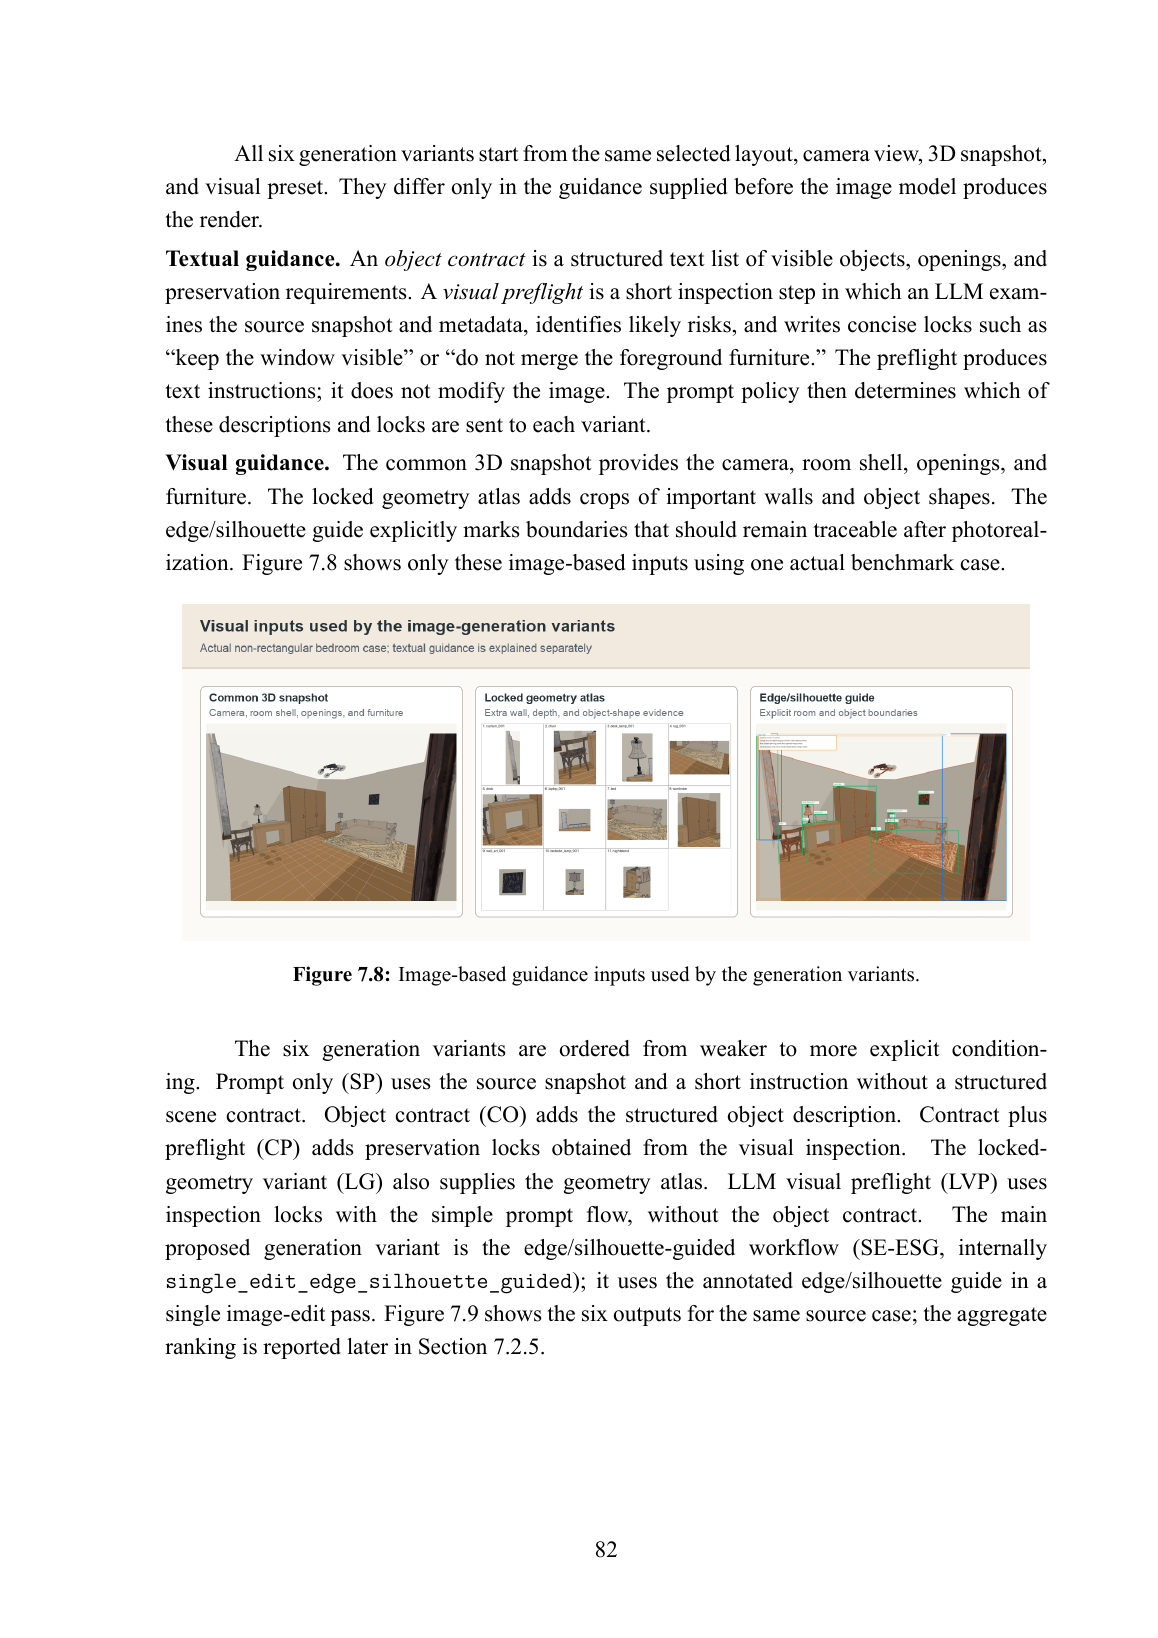 All six generation variants start from the same selected layout, camera view, 3D snapshot,
and visual preset. They differ only in the guidance supplied before the image model produces
the render.
Textual guidance. An object contract is a structured text list of visible objects, openings, and
preservation requirements. A visual preflight is a short inspection step in which an LLM exam-
ines the source snapshot and metadata, identifies likely risks, and writes concise locks such as
“keep the window visible” or “do not merge the foreground furniture.” The preflight produces
text instructions; it does not modify the image. The prompt policy then determines which of
these descriptions and locks are sent to each variant.
Visual guidance. The common 3D snapshot provides the camera, room shell, openings, and
furniture. The locked geometry atlas adds crops of important walls and object shapes. The
edge/silhouette guide explicitly marks boundaries that should remain traceable after photoreal-
ization. Figure 7.8 shows only these image-based inputs using one actual benchmark case.
Visual inputs used by the image-generation variants
Actual non-rectangular bedroom case; textual guidance is explained separately
Common 3D snapshot
Camera, room shell, openings, and furniture
Locked geometry atlas
Extra wall, depth, and object-shape evidence
Edge/silhouette guide
Explicit room and object boundaries
Figure 7.8: Image-based guidance inputs used by the generation variants.
The six generation variants are ordered from weaker to more explicit condition-
ing. Prompt only (SP) uses the source snapshot and a short instruction without a structured
scene contract. Object contract (CO) adds the structured object description. Contract plus
preflight (CP) adds preservation locks obtained from the visual inspection. The locked-
geometry variant (LG) also supplies the geometry atlas. LLM visual preflight (LVP) uses
inspection locks with the simple prompt flow, without the object contract. The main
proposed generation variant is the edge/silhouette-guided workflow (SE-ESG, internally
single_edit_edge_silhouette_guided); it uses the annotated edge/silhouette guide in a
single image-edit pass. Figure 7.9 shows the six outputs for the same source case; the aggregate
ranking is reported later in Section 7.2.5.
82